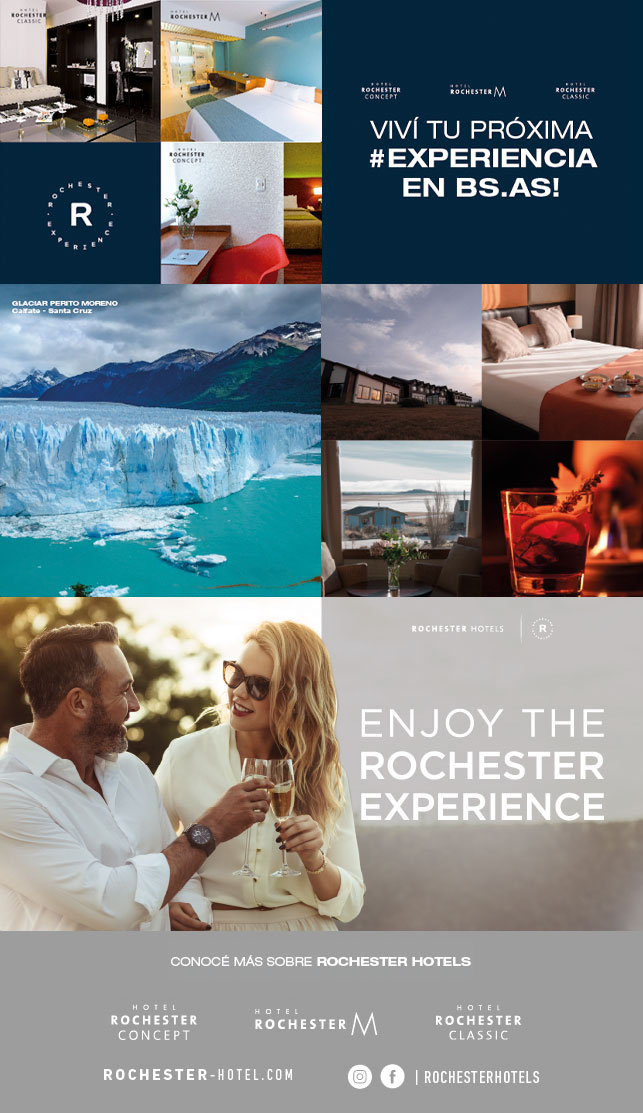 HOTEL
ROCHESTER
CLASSIC
HOTEL
ROCHESTER M
HOTEL
ROCHESTER
CONCEPT
ROCHESTER · EXPERIENCE ·
R
HOTEL
ROCHESTER
CONCEPT
HOTEL
ROCHESTER M
HOTEL
ROCHESTER
CLASSIC
VIVÍ TU PRÓXIMA
#EXPERIENCIA
EN BS.AS!
GLACIAR PERITO MORENO
Calfate - Santa Cruz
ROCHESTER HOTELS
R
ENJOY THE
ROCHESTER
EXPERIENCE
CONOCÉ MÁS SOBRE ROCHESTER HOTELS
HOTEL
ROCHESTER
CONCEPT
HOTEL
ROCHESTER M
HOTEL
ROCHESTER
CLASSIC
ROCHESTER-HOTEL.COM
| ROCHESTERHOTELS